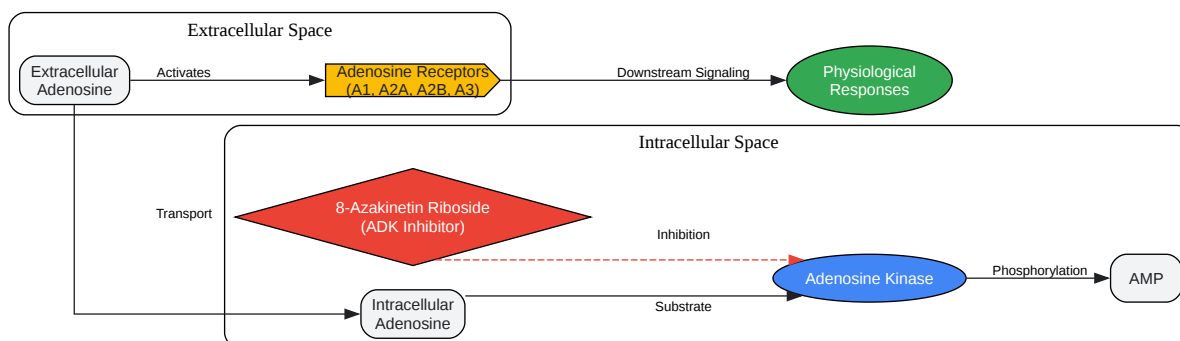 Extracellular Space
Extracellular
Adenosine
Activates
Adenosine Receptors
(A1, A2A, A2B, A3)
Downstream Signaling
Physiological
Responses
Intracellular Space
Transport
8-Azakinetin Riboside
(ADK Inhibitor)
Inhibition
Adenosine Kinase
Phosphorylation
AMP
Intracellular
Adenosine
Substrate